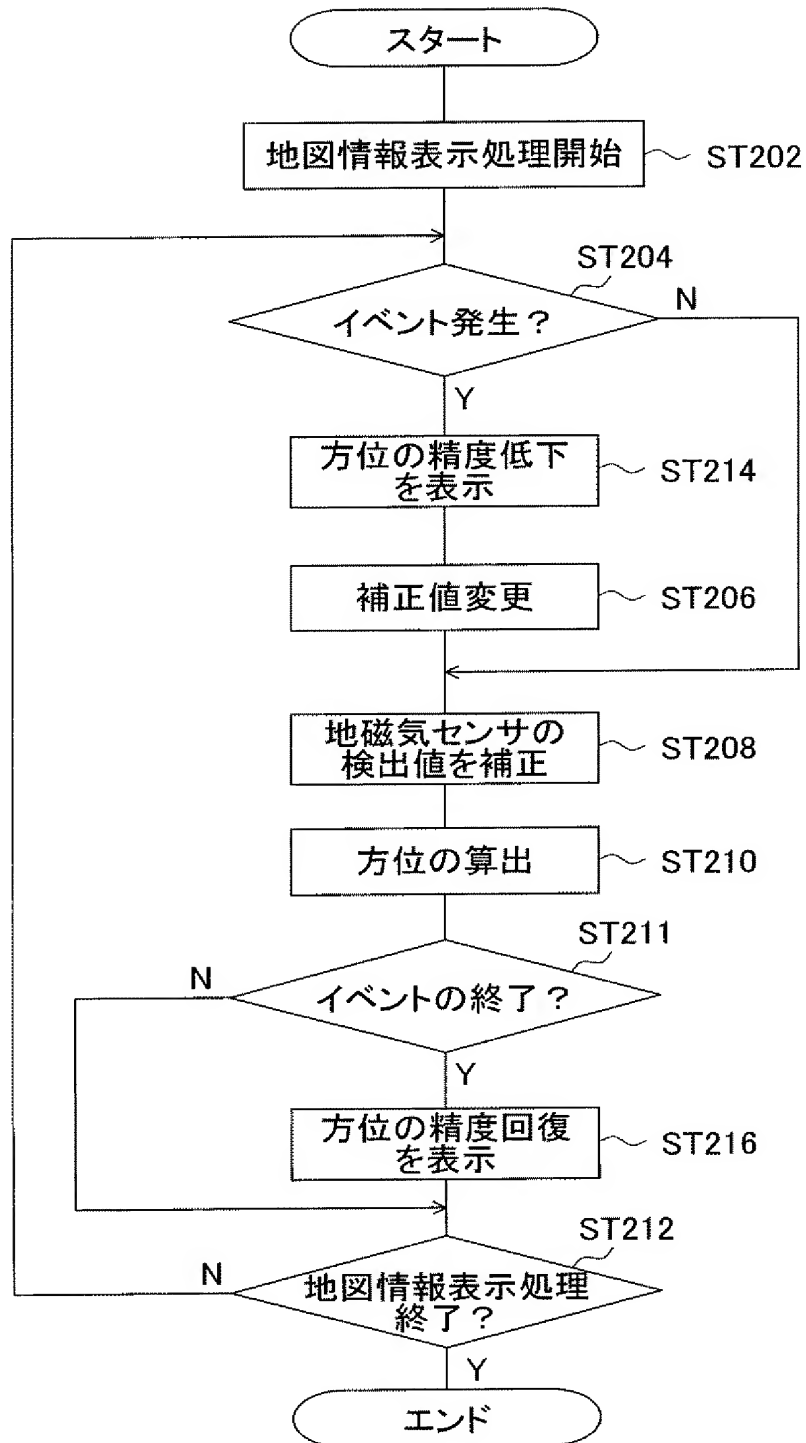 スタート
地図情報表示処理開始
ST202
ST204
イベント発生？
N
Y
方位の精度低下
を表示
ST214
補正値変更
ST206
地磁気センサの
検出値を補正
ST208
方位の算出
ST210
ST211
N
イベントの終了？
Y
方位の精度回復
を表示
ST216
ST212
N
地図情報表示処理
終了？
Y
エンド